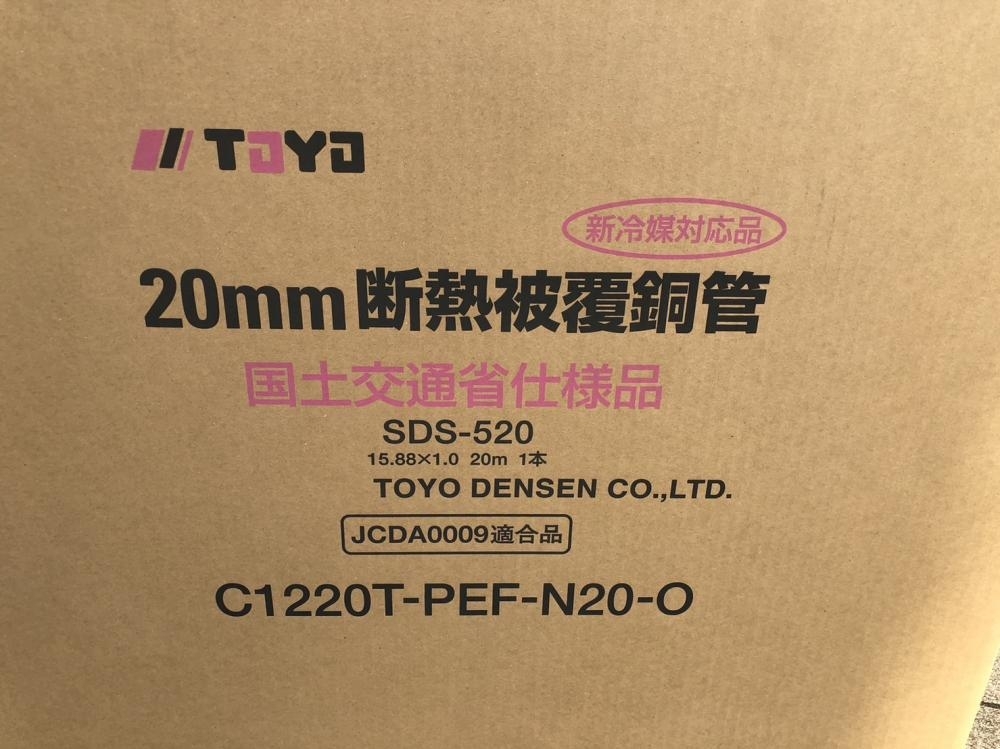 TOYO
新冷媒対応品
20mm断熱被覆銅管
国土交通省仕様品
SDS-520
15.88×1.0 20m 1本
TOYO DENSEN CO.,LTD.
JCDA0009適合品
C1220T-PEF-N20-O